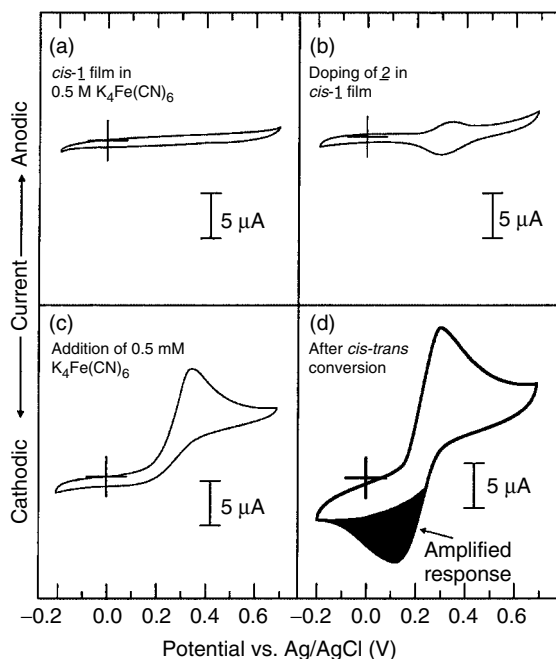 (a)
cis-1 film in
0.5 M K₄Fe(CN)₆
5 μA
(b)
Doping of 2 in
cis-1 film
5 μA
Cathodic ← Current → Anodic
(c)
Addition of 0.5 mM
K₄Fe(CN)₆
5 μA
(d)
After cis-trans
conversion
5 μA
Amplified
response
−0.2 0.0 0.2 0.4 0.6 −0.2 0.0 0.2 0.4 0.6
Potential vs. Ag/AgCl (V)